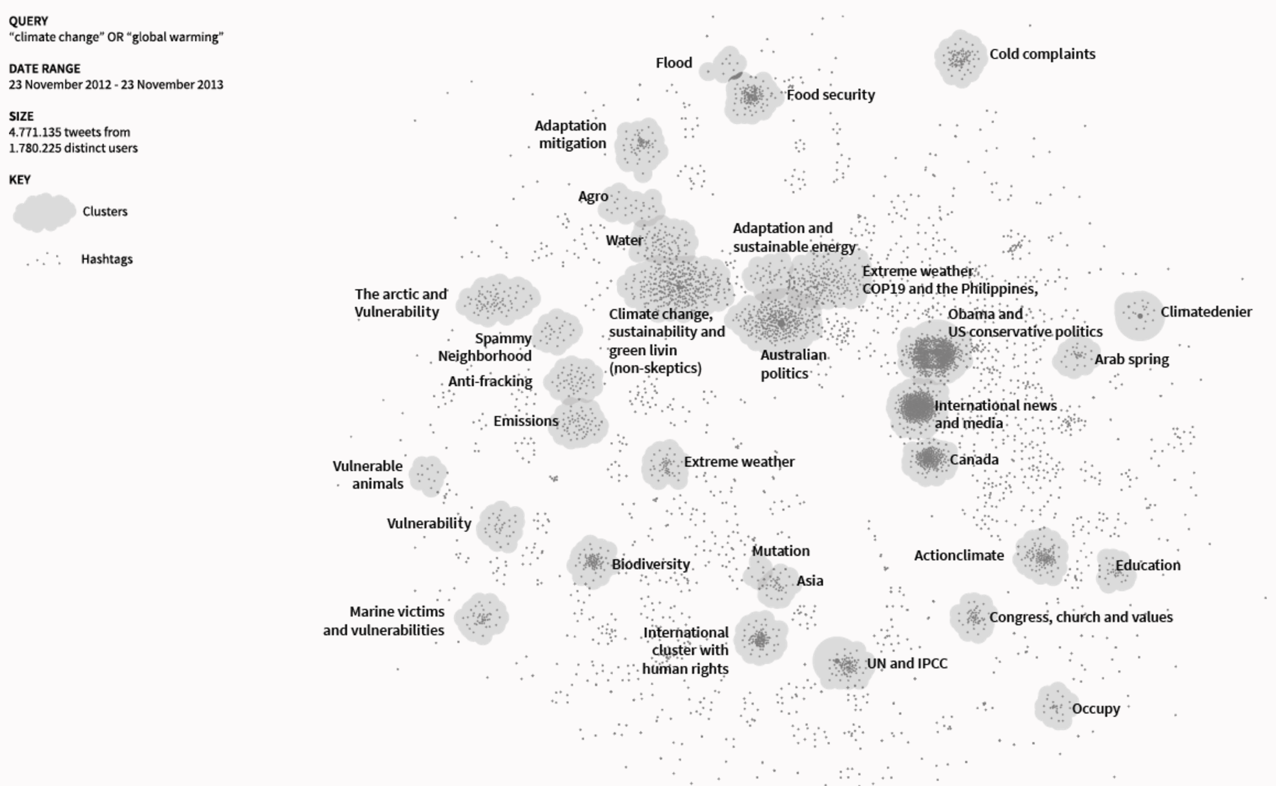 QUERY
“climate change” OR “global warming”
DATE RANGE
23 November 2012 - 23 November 2013
SIZE
4.771.135 tweets from
1.780.225 distinct users
KEY
Clusters
Hashtags
Cold complaints
Flood
Food security
Adaptation
mitigation
Agro
Water
Adaptation and
sustainable energy
Extreme weather
COP19 and the Philippines,
The arctic and
Vulnerability
Climate change,
sustainability and
green livin
(non-skeptics)
Obama and
US conservative politics
Climatedenier
Spammy
Neighborhood
Australian
politics
Arab spring
Anti-fracking
Emissions
International news
and media
Vulnerable
animals
Extreme weather
Canada
Vulnerability
Biodiversity
Mutation
Asia
Actionclimate
Education
Marine victims
and vulnerabilities
International
cluster with
human rights
Congress, church and values
UN and IPCC
Occupy